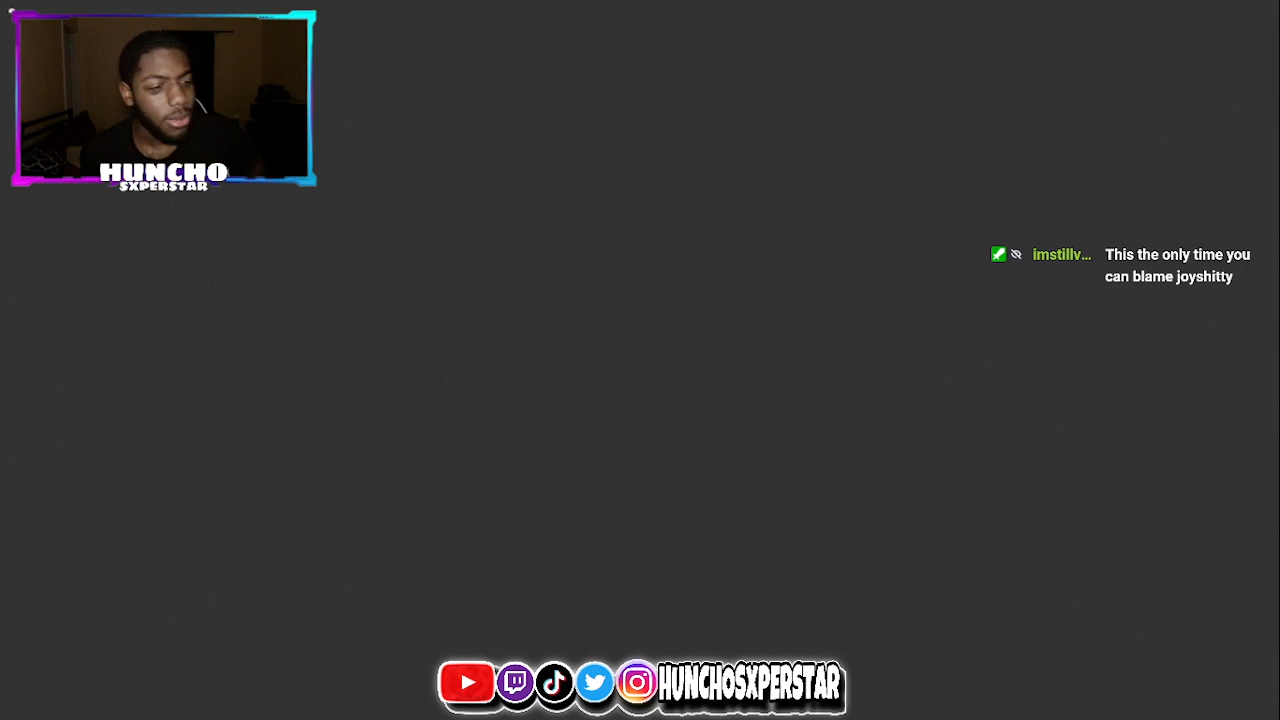 HUNCHO
SXPERSTAR
imstillv... This the only time you
can blame joyshitty
HUNCHOSXPERSTAR